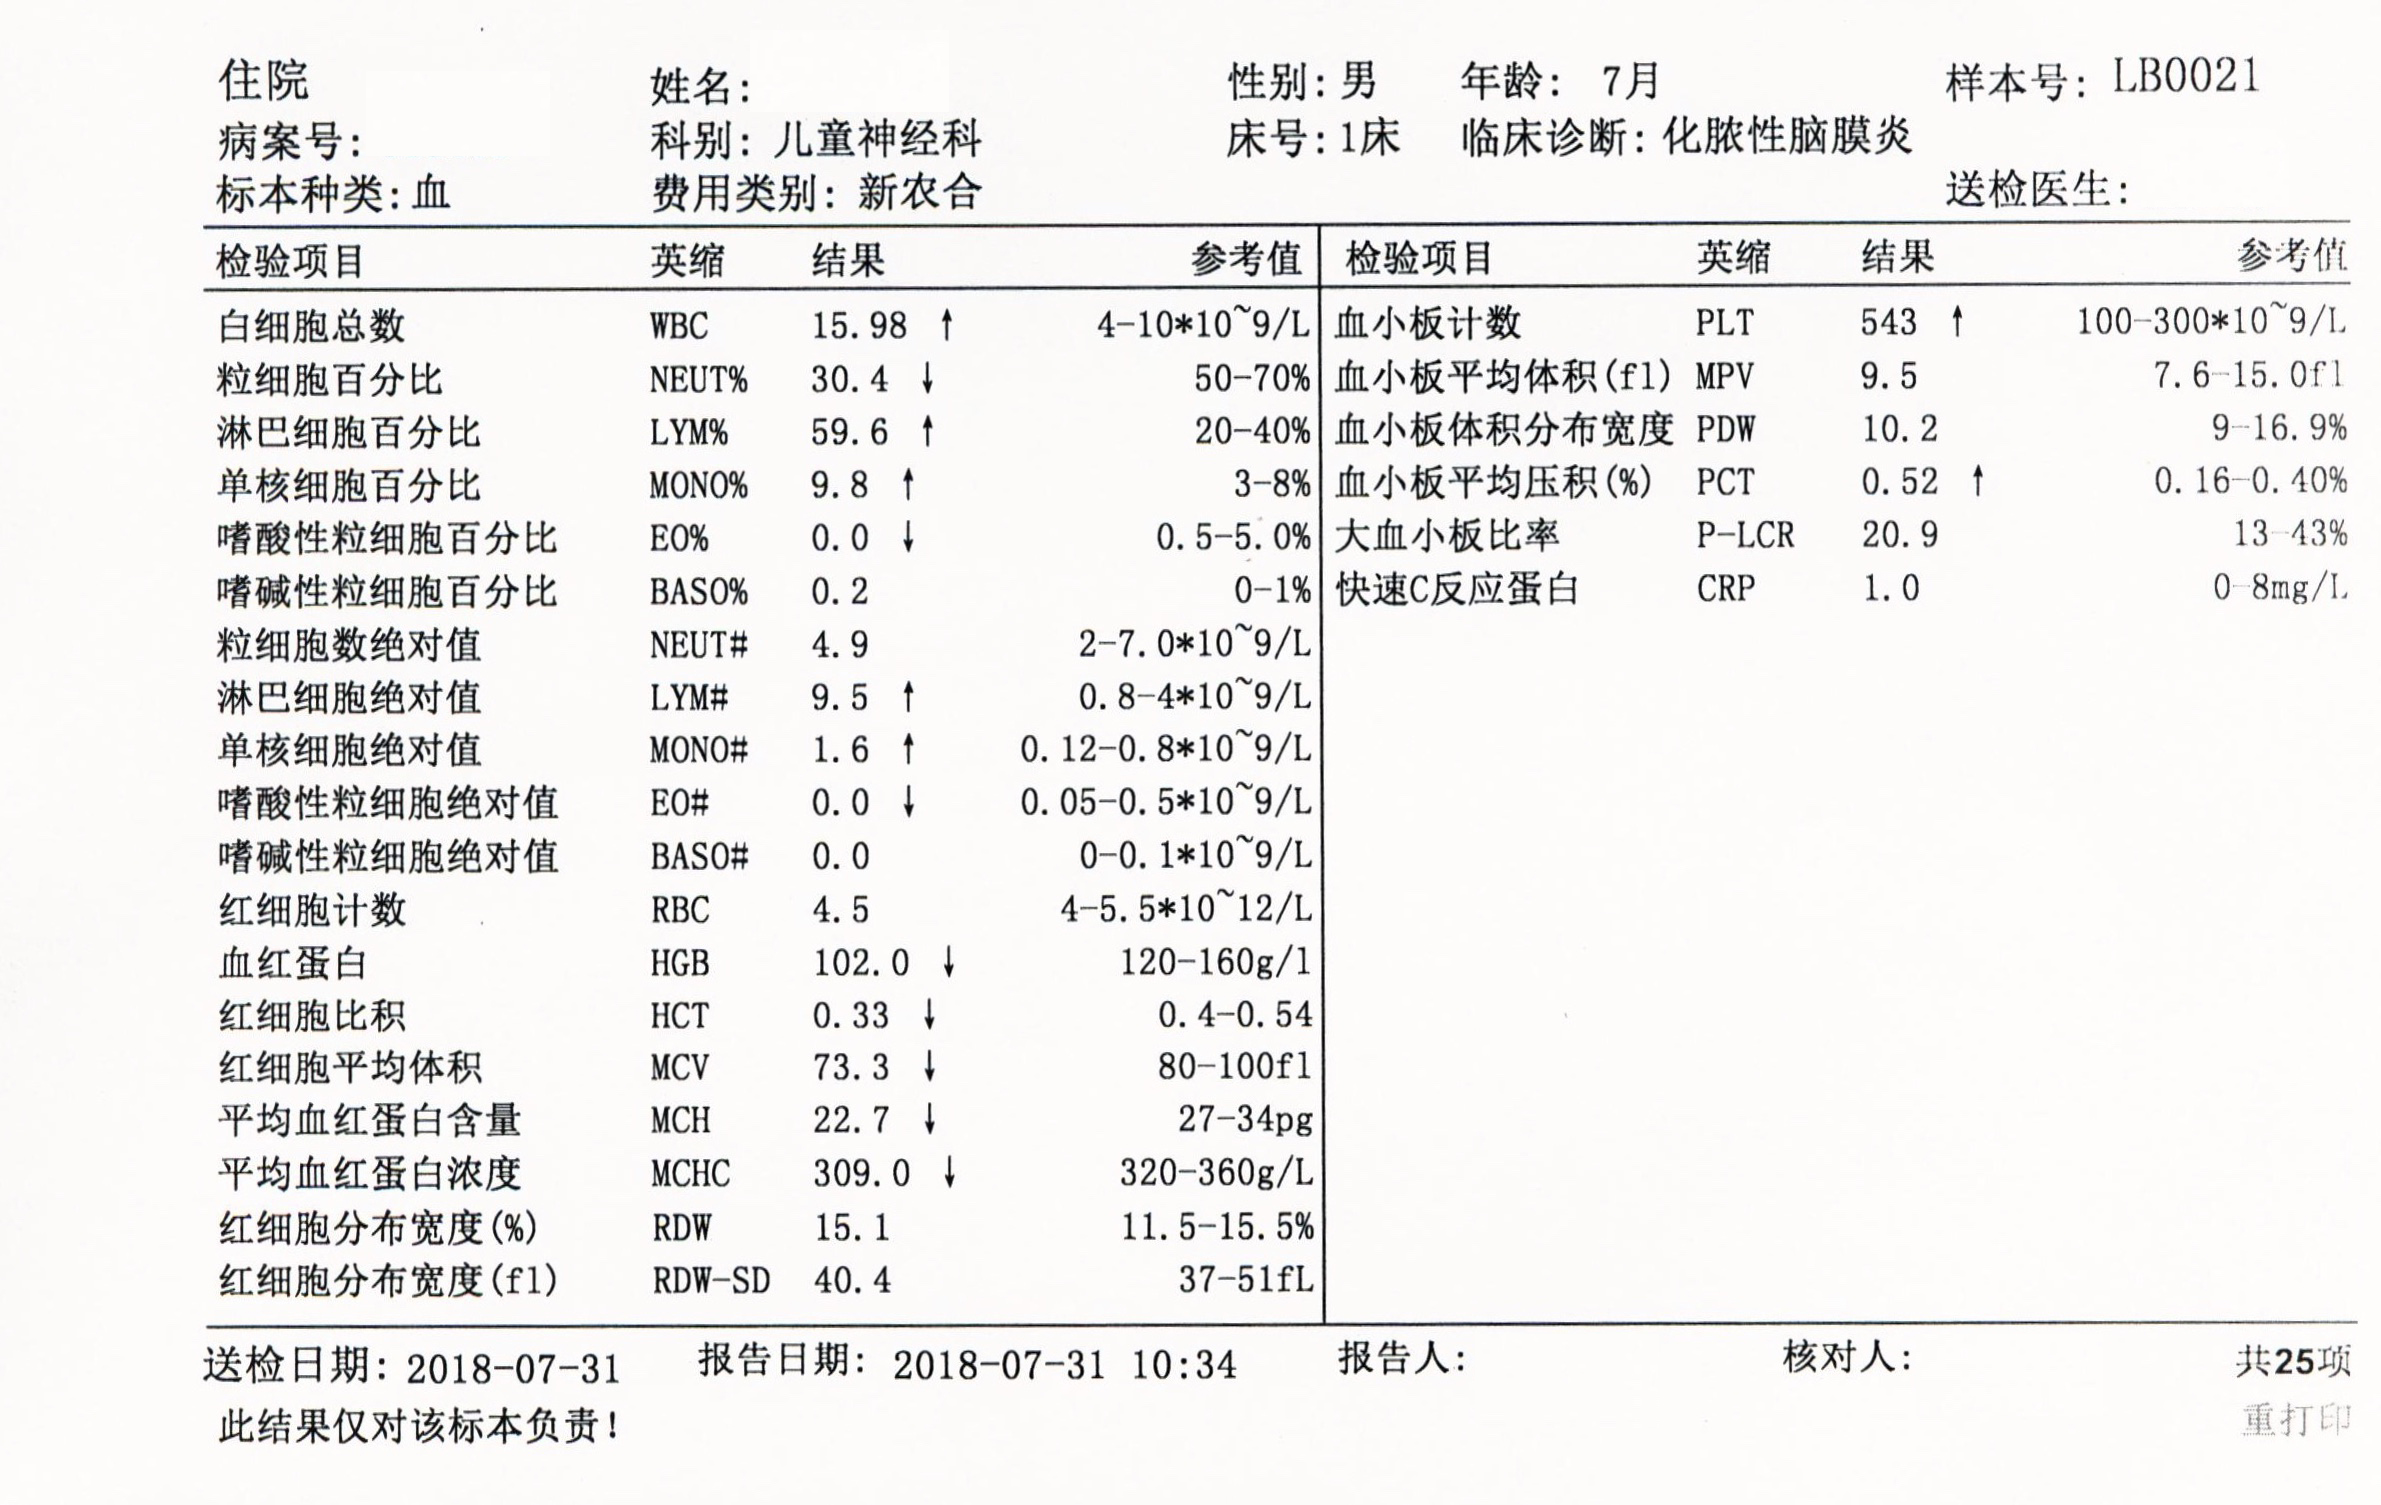 住院 姓名: 性别:男 年龄: 7月 样本号: LB0021
病案号: 科别: 儿童神经科 床号:1床 临床诊断: 化脓性脑膜炎
标本种类:血 费用类别: 新农合 送检医生:
检验项目 英缩 结果 参考值 检验项目 英缩 结果 参考值
白细胞总数 WBC 15.98 ↑ 4-10*10~9/L 血小板计数 PLT 543 ↑ 100-300*10~9/L
粒细胞百分比 NEUT% 30.4 ↓ 50-70% 血小板平均体积(fl) MPV 9.5 7.6-15.0fl
淋巴细胞百分比 LYM% 59.6 ↑ 20-40% 血小板体积分布宽度 PDW 10.2 9-16.9%
单核细胞百分比 MONO% 9.8 ↑ 3-8% 血小板平均压积(%) PCT 0.52 ↑ 0.16-0.40%
嗜酸性粒细胞百分比 EO% 0.0 ↓ 0.5-5.0% 大血小板比率 P-LCR 20.9 13-43%
嗜碱性粒细胞百分比 BASO% 0.2 0-1% 快速C反应蛋白 CRP 1.0 0-8mg/L
粒细胞数绝对值 NEUT# 4.9 2-7.0*10~9/L
淋巴细胞绝对值 LYM# 9.5 ↑ 0.8-4*10~9/L
单核细胞绝对值 MONO# 1.6 ↑ 0.12-0.8*10~9/L
嗜酸性粒细胞绝对值 EO# 0.0 ↓ 0.05-0.5*10~9/L
嗜碱性粒细胞绝对值 BASO# 0.0 0-0.1*10~9/L
红细胞计数 RBC 4.5 4-5.5*10~12/L
血红蛋白 HGB 102.0 ↓ 120-160g/l
红细胞比积 HCT 0.33 ↓ 0.4-0.54
红细胞平均体积 MCV 73.3 ↓ 80-100fl
平均血红蛋白含量 MCH 22.7 ↓ 27-34pg
平均血红蛋白浓度 MCHC 309.0 ↓ 320-360g/L
红细胞分布宽度(%) RDW 15.1 11.5-15.5%
红细胞分布宽度(fl) RDW-SD 40.4 37-51fL
送检日期: 2018-07-31 报告日期: 2018-07-31 10:34 报告人: 核对人: 共25项
此结果仅对该标本负责! 重打印